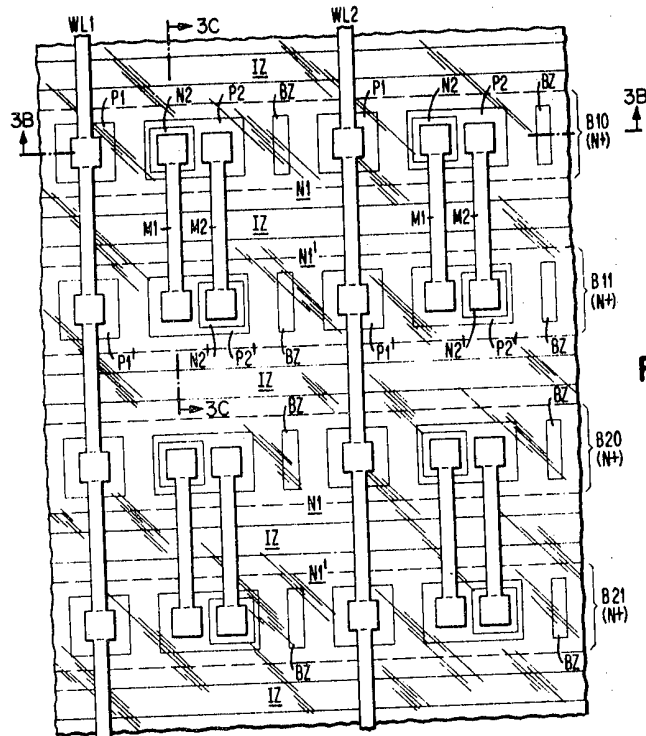 WL1 3C WL2
IZ
P1 N2 P2 BZ P1 N2 P2 BZ
3B 3B
B10
(N+)
N1
M1 M2 IZ M1 M2
N1'
B11
(N+)
P1' N2' P2' BZ P1' N2' P2' BZ
3C IZ
BZ BZ
B20
(N+)
N1
IZ
N1'
B21
(N+)
BZ BZ
IZ
F